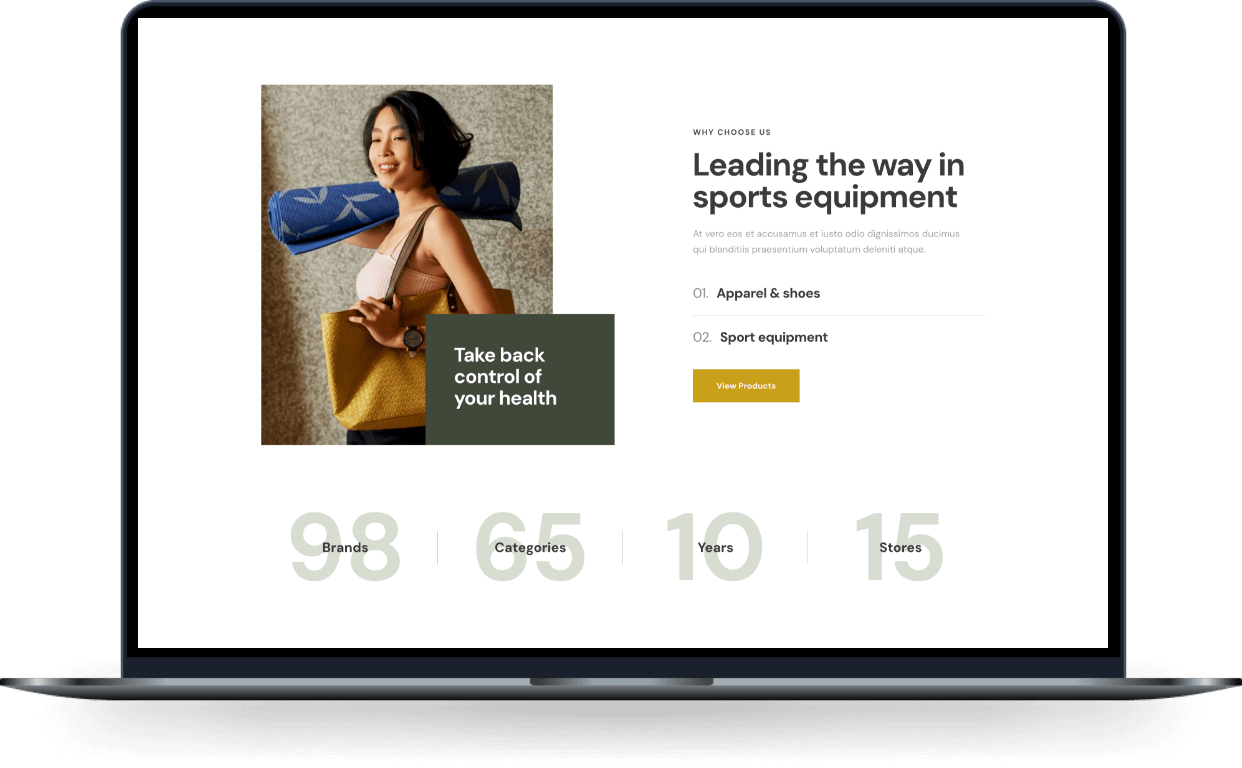 WHY CHOOSE US
Leading the way in
sports equipment
At vero eos et accusamus et iusto odio dignissimos ducimus
qui blanditiis praesentium voluptatum deleniti atque.
01. Apparel & shoes
02. Sport equipment
View Products
Take back
control of
your health
98
Brands
65
Categories
10
Years
15
Stores